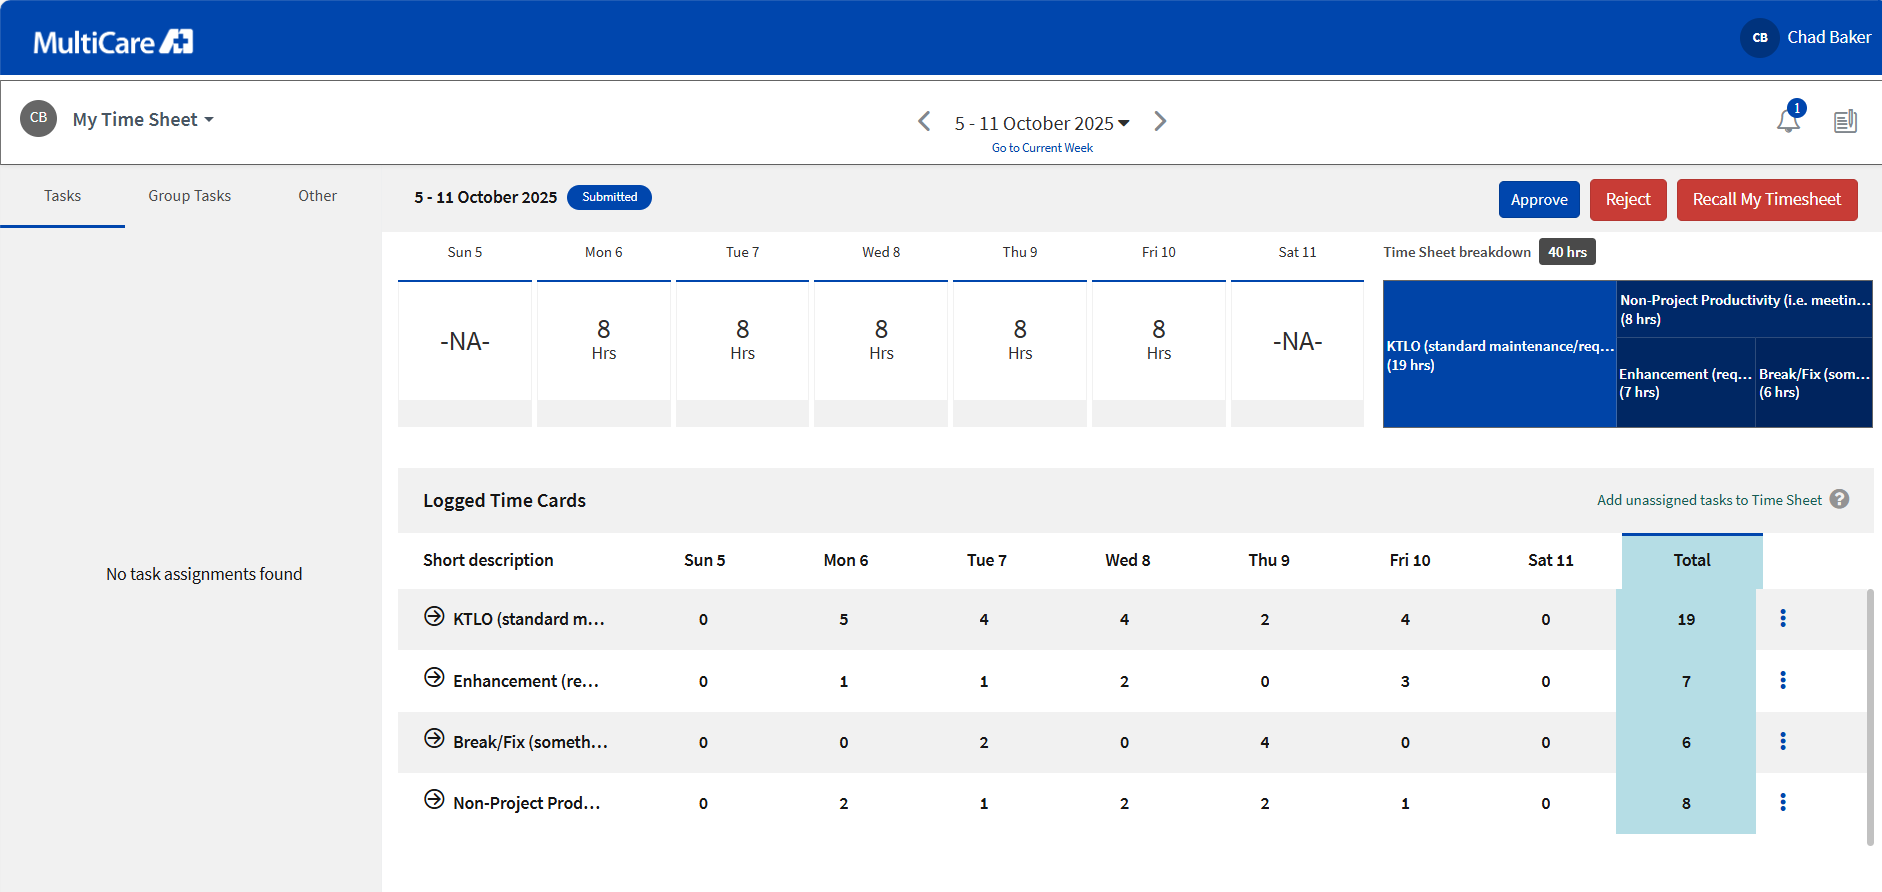 MultiCare
CB Chad Baker
CB My Time Sheet
5 - 11 October 2025
Go to Current Week
1
Tasks Group Tasks Other
5 - 11 October 2025 Submitted
Approve Reject Recall My Timesheet
Sun 5 Mon 6 Tue 7 Wed 8 Thu 9 Fri 10 Sat 11
-NA- 8 8 8 8 8 -NA-
Hrs Hrs Hrs Hrs Hrs
Time Sheet breakdown 40 hrs
KTLO (standard maintenance/req...
(19 hrs)
Non-Project Productivity (i.e. meetin...
(8 hrs)
Enhancement (req...
(7 hrs)
Break/Fix (som...
(6 hrs)
No task assignments found
Logged Time Cards
Add unassigned tasks to Time Sheet ?
Short description Sun 5 Mon 6 Tue 7 Wed 8 Thu 9 Fri 10 Sat 11 Total
KTLO (standard m... 0 5 4 4 2 4 0 19
Enhancement (re... 0 1 1 2 0 3 0 7
Break/Fix (someth... 0 0 2 0 4 0 0 6
Non-Project Prod... 0 2 1 2 2 1 0 8